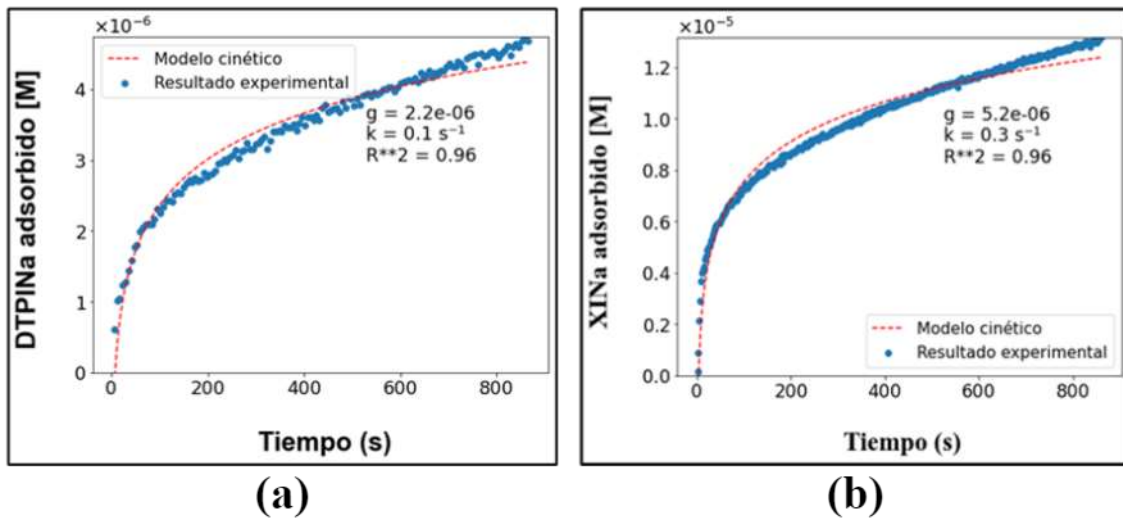 ×10⁻⁶
DTPINa adsorbido [M]
4
3
2
1
0
Modelo cinético
Resultado experimental
g = 2.2e-06
k = 0.1 s⁻¹
R**2 = 0.96
0 200 400 600 800
Tiempo (s)
(a)
×10⁻⁵
XINa adsorbido [M]
1.2
1.0
0.8
0.6
0.4
0.2
0.0
g = 5.2e-06
k = 0.3 s⁻¹
R**2 = 0.96
Modelo cinético
Resultado experimental
0 200 400 600 800
Tiempo (s)
(b)